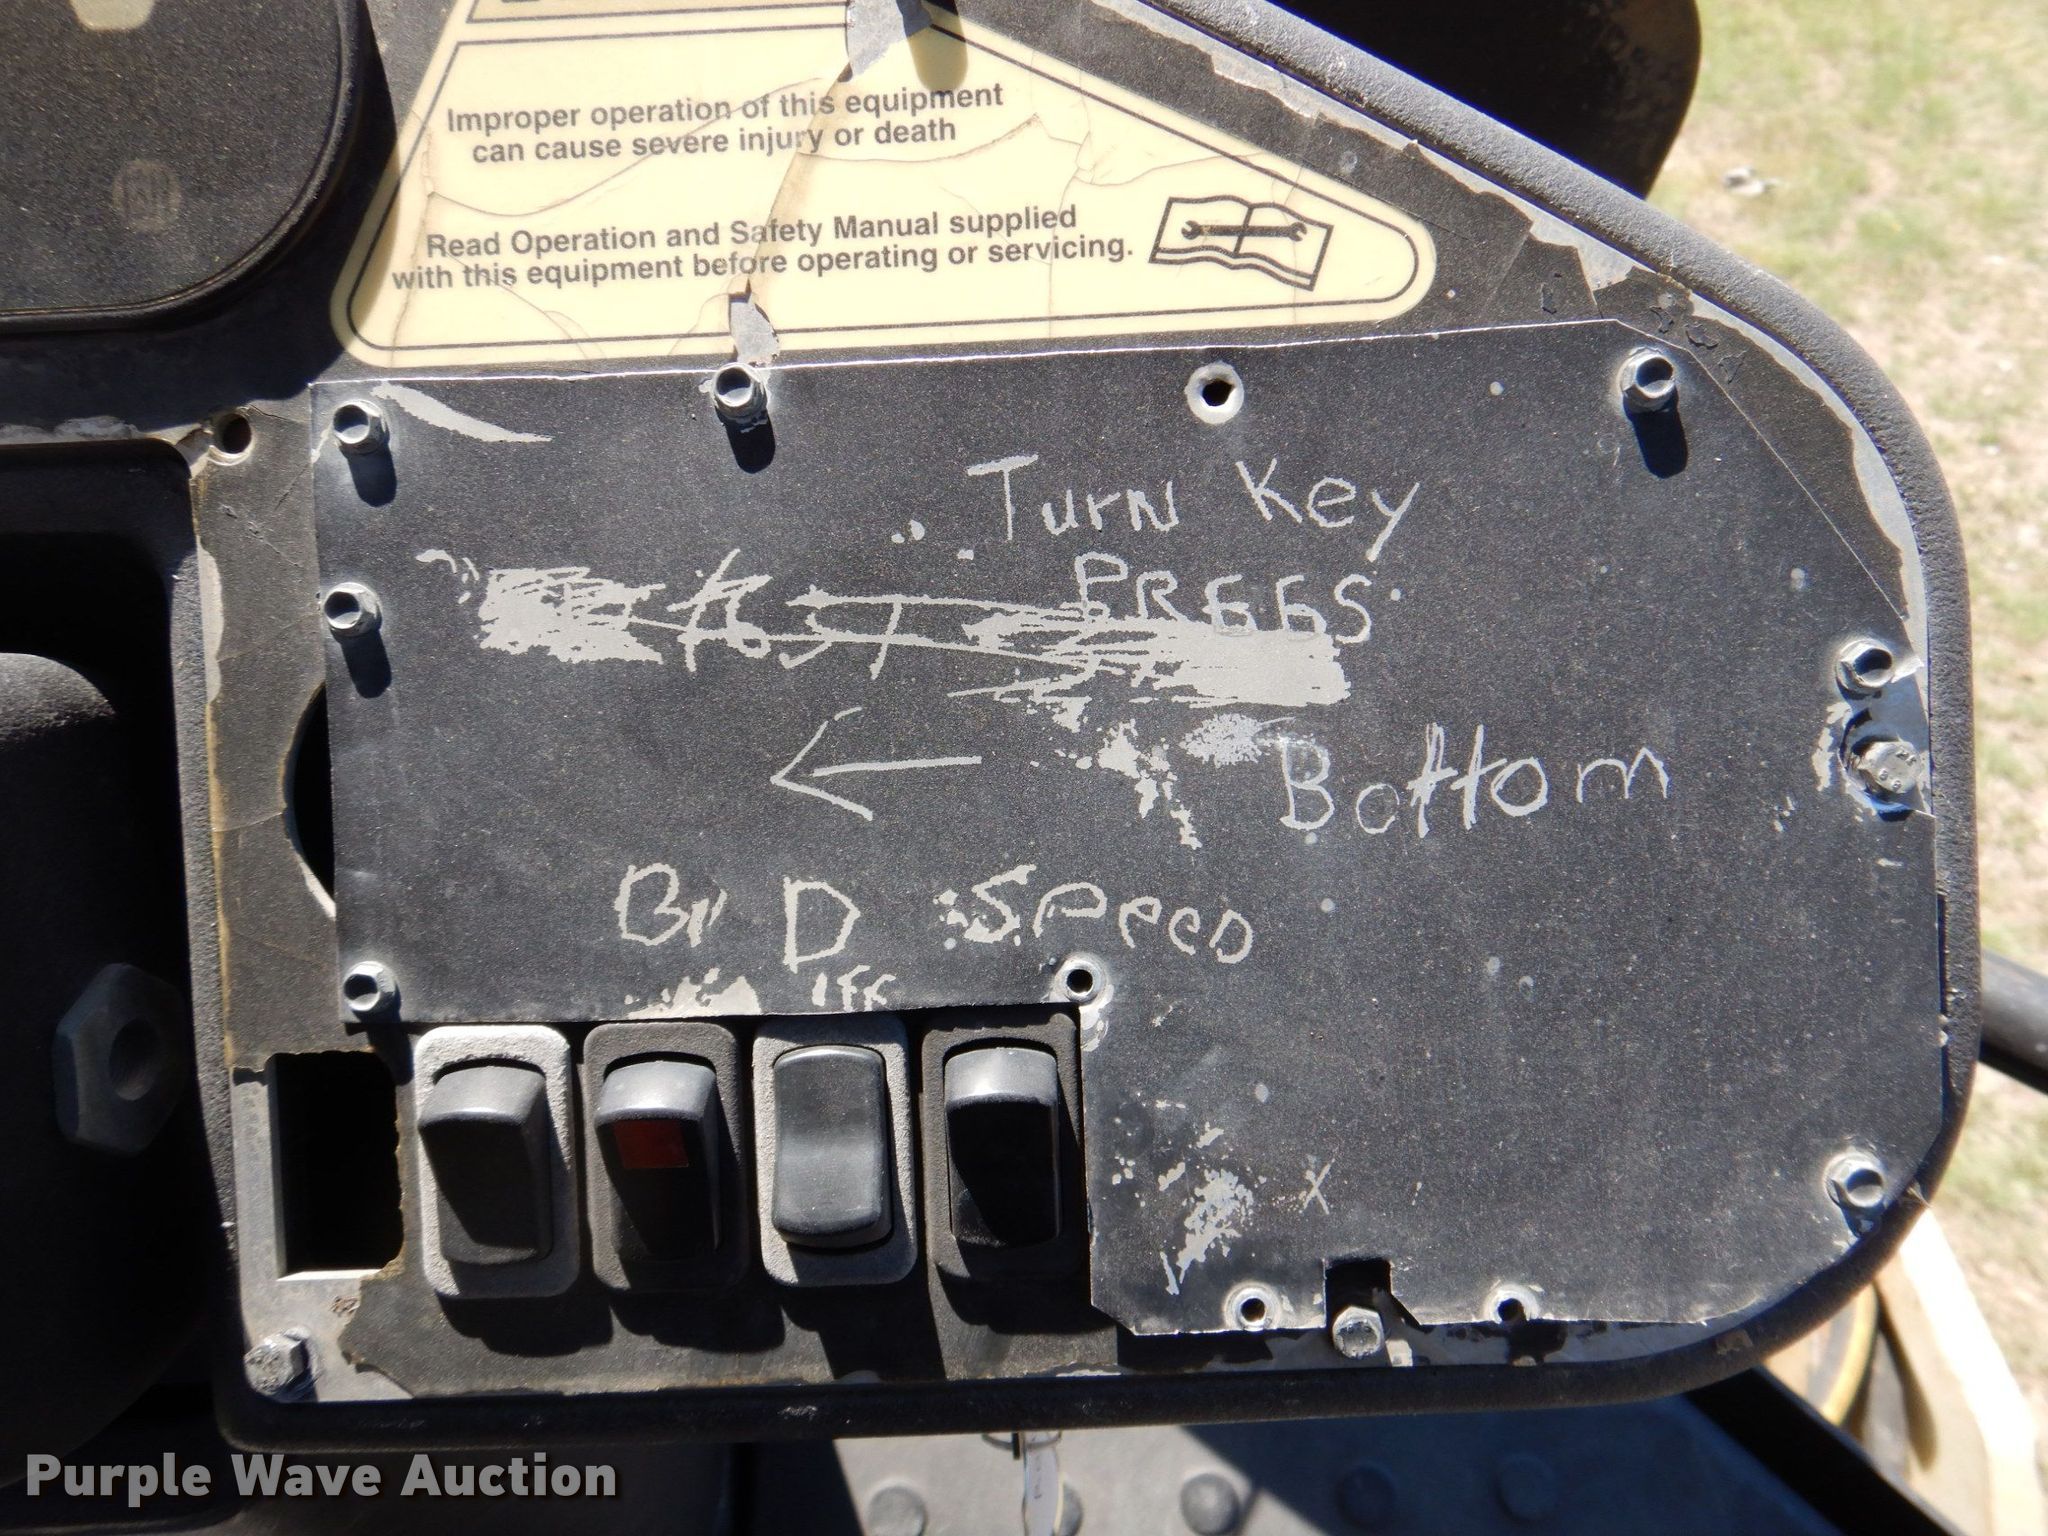 Improper operation of this equipment
can cause severe injury or death
Read Operation and Safety Manual supplied
with this equipment before operating or servicing.
Turn Key
PREGS
Bottom
D SPeeD
X
Purple Wave Auction